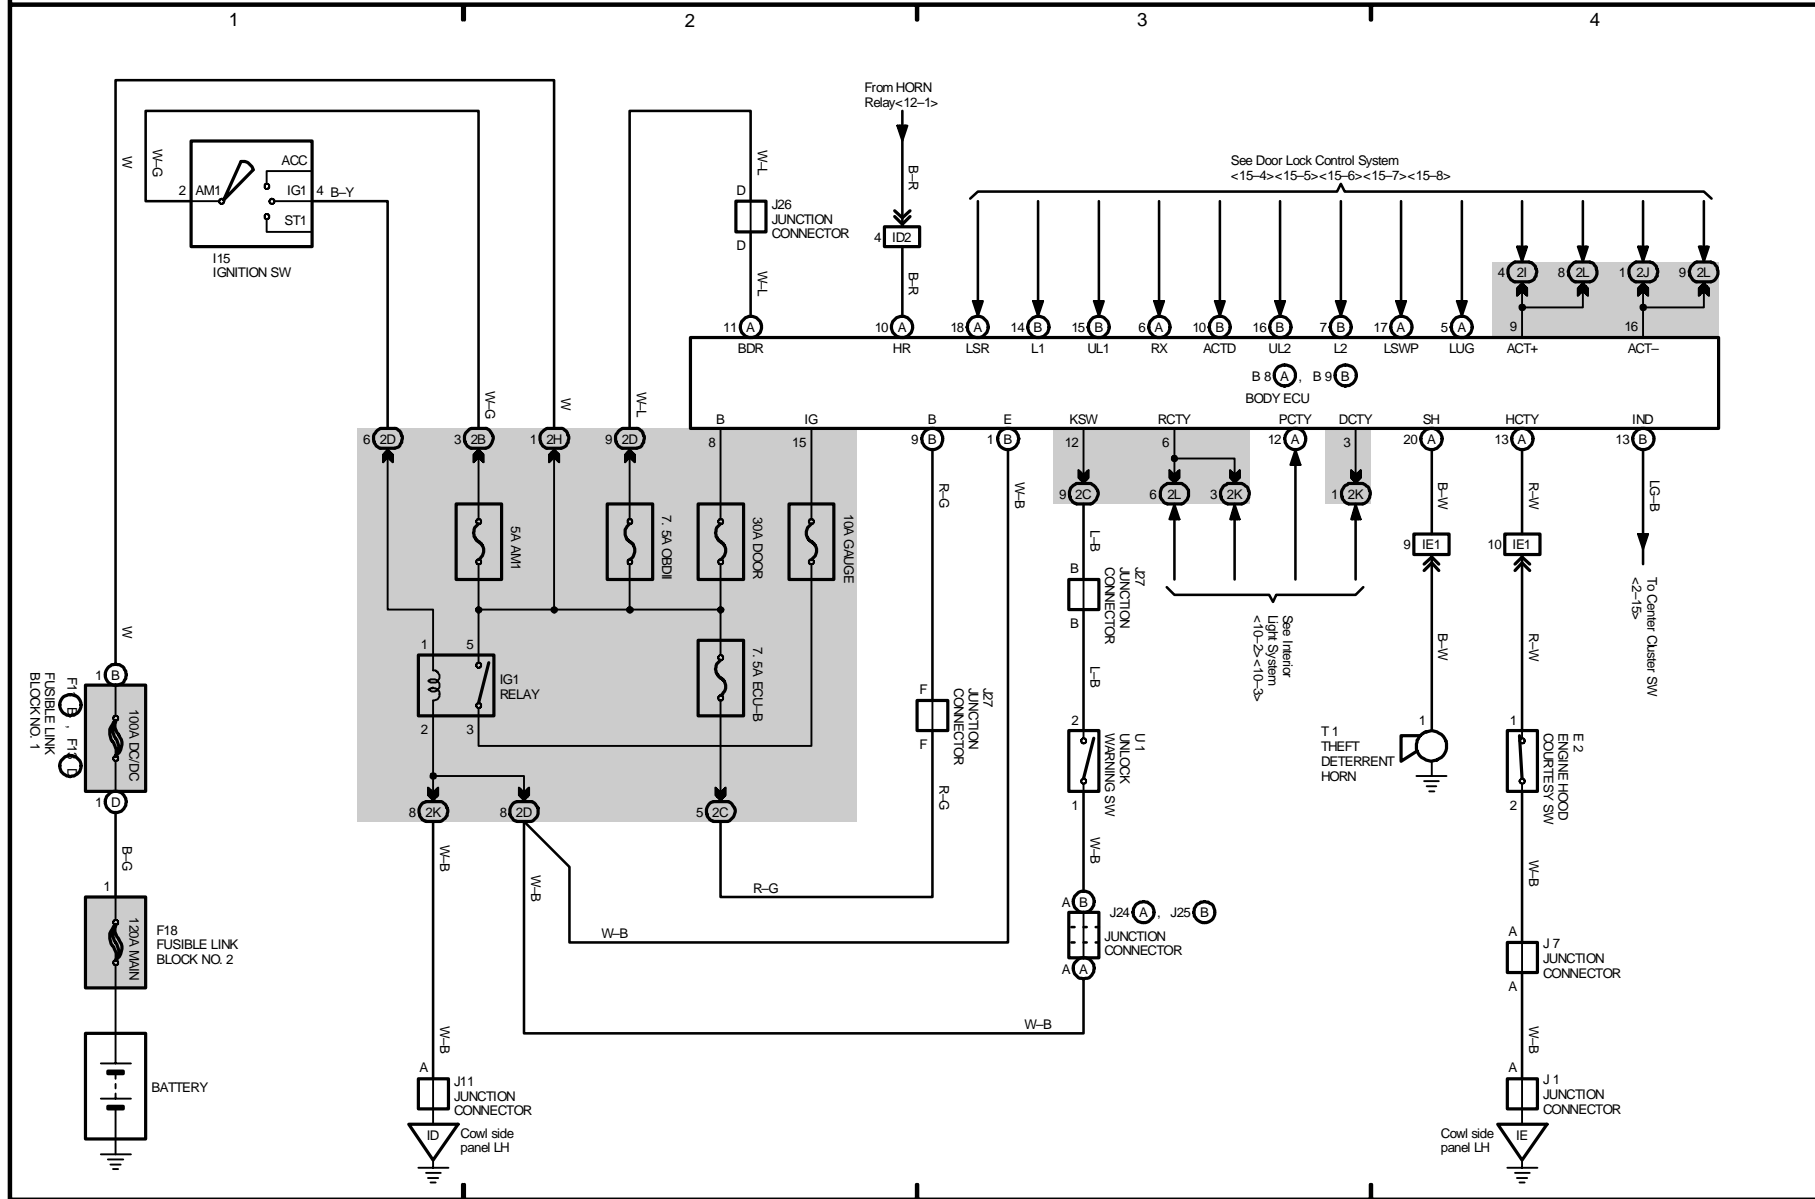 1 2 3 4
From HORN
Relay<12–1>
See Door Lock Control System
<15–4><15–5><15–6><15–7><15–8>
W
W–G
2 AM1
ACC
IG1 4 B–Y
ST1
I15
IGNITION SW
W–L
D
J26
JUNCTION
CONNECTOR
D
W–L
B–R
4 ID2
B–R
4 2I 8 2L 1 2J 9 2L
11 A 10 A 18 A 14 B 15 B 6 A 10 B 16 B 7 B 17 A 5 A 9 16
BDR HR LSR L1 UL1 RX ACTD UL2 L2 LSWP LUG ACT+ ACT–
B 8 A , B 9 B
BODY ECU
W–G W W–L
B IG B E KSW RCTY PCTY DCTY SH HCTY IND
6 2D 3 2B 1 2H 9 2D 8 15 9 B 1 B 12 6 12 A 3 20 A 13 A 13 B
R–G W–B 9 2C 6 2L 3 2K 1 2K B–W R–W LG–B
5A AM1
7. 5A OBDII
30A DOOR
10A GAUGE
L–B
B
J27
JUNCTION
CONNECTOR
B
9 IE1 10 IE1
To Center Cluster SW
<2–15>
See Interior
Light System
<10–2><10–3>
1 5
IG1
RELAY
2 3
7. 5A ECU–B
F
J27
JUNCTION
CONNECTOR
F
L–B
B–W
R–W
W
1 B
100A DC/DC
F11 B , F13 D
FUSIBLE LINK
BLOCK NO. 1
1 D
2
U 1
UNLOCK
WARNING SW
1
T 1
THEFT
DETERRENT
HORN
1
1
E 2
ENGINE HOOD
COURTESY SW
2
8 2K 8 2D 5 2C
R–G
B–G
W–B
W–B
R–G
W–B
W–B
1
120A MAIN
F18
FUSIBLE LINK
BLOCK NO. 2
W–B
A B
J24 A , J25 B
JUNCTION
CONNECTOR
A A
A
J 7
JUNCTION
CONNECTOR
A
W–B
W–B
W–B
BATTERY
A
J11
JUNCTION
CONNECTOR
ID
Cowl side
panel LH
A
J 1
JUNCTION
CONNECTOR
Cowl side
panel LH
IE